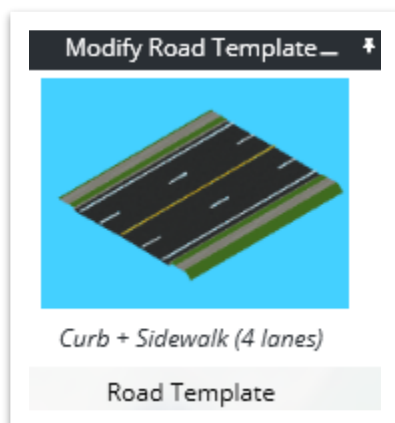 Modify Road Template
Curb + Sidewalk (4 lanes)
Road Template